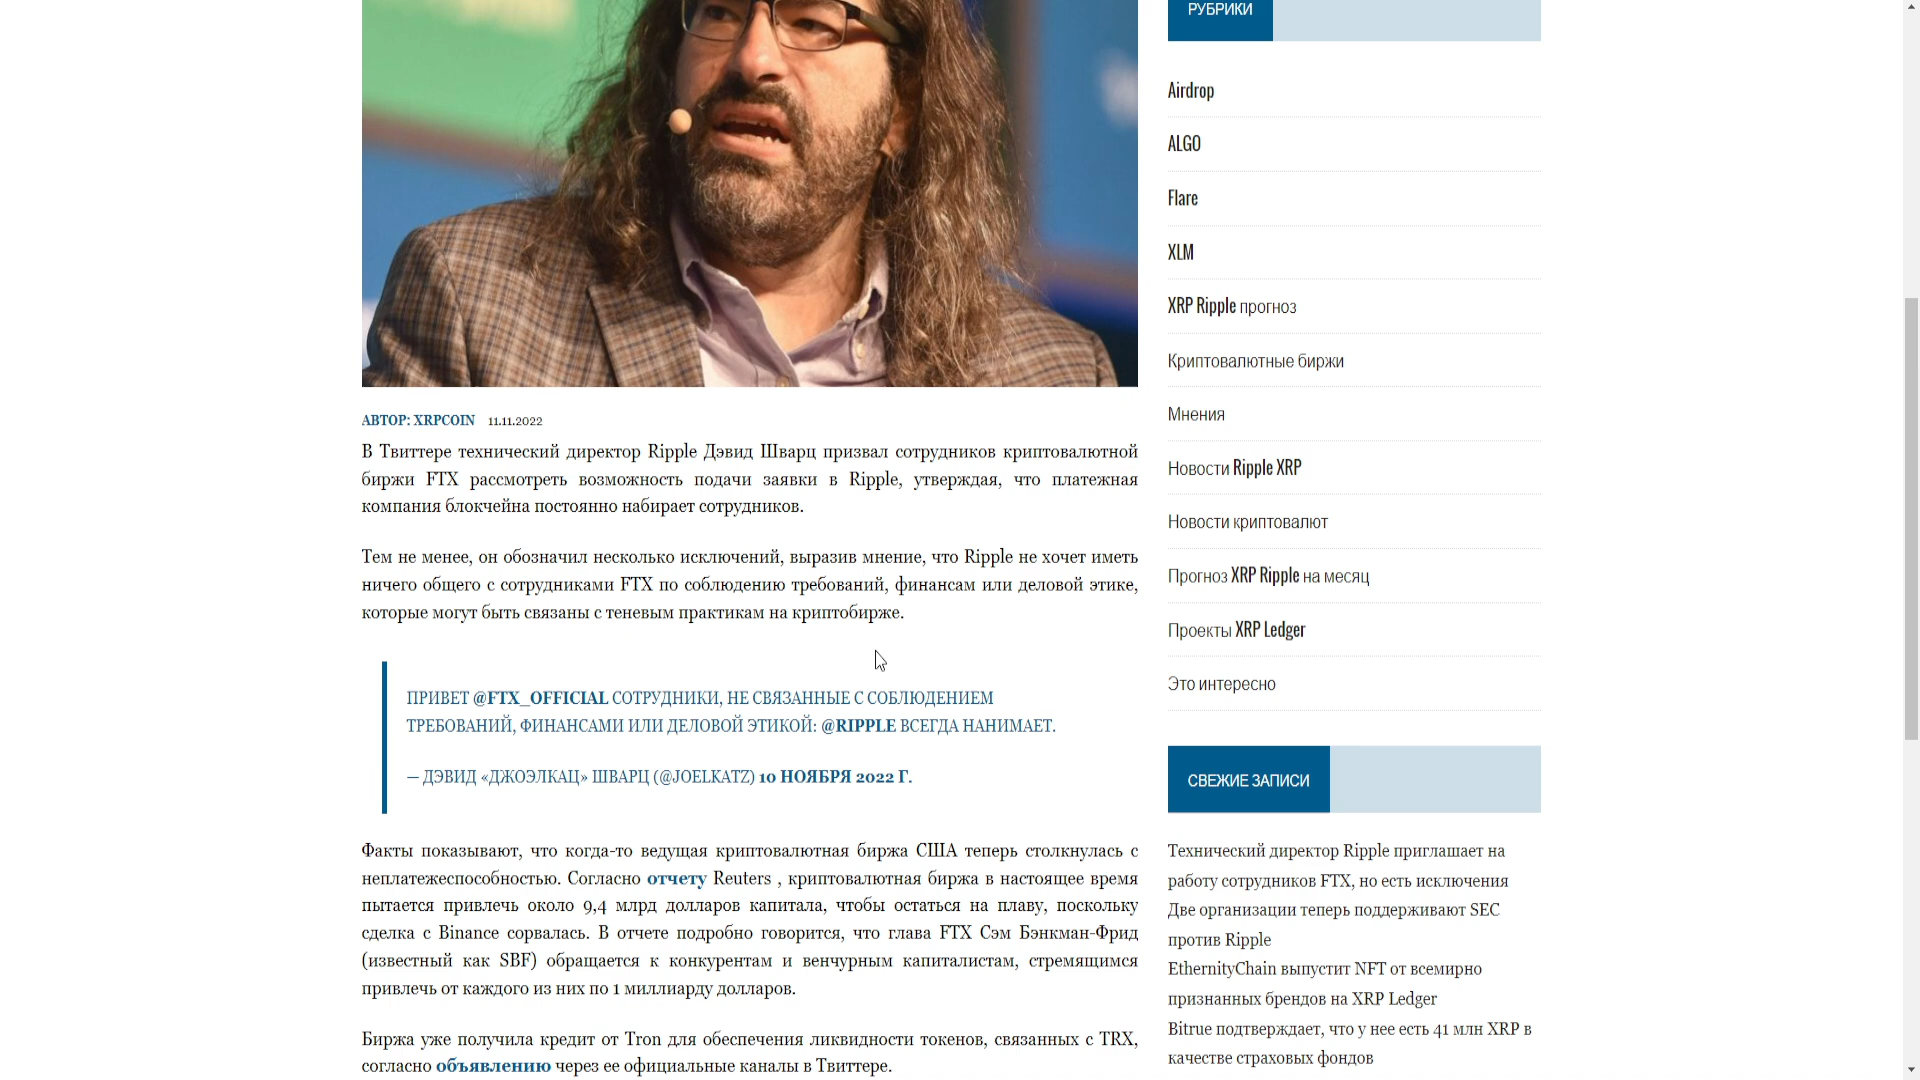 РУБРИКИ
Airdrop
ALGO
Flare
XLM
XRP Ripple прогноз
Криптовалютные биржи
Мнения
Новости Ripple XRP
Новости криптовалют
Прогноз XRP Ripple на месяц
Проекты XRP Ledger
Это интересно
АВТОР: XRPCOIN 11.11.2022
В Твиттере технический директор Ripple Дэвид Шварц призвал сотрудников криптовалютной
биржи FTX рассмотреть возможность подачи заявки в Ripple, утверждая, что платежная
компания блокчейна постоянно набирает сотрудников.
Тем не менее, он обозначил несколько исключений, выразив мнение, что Ripple не хочет иметь
ничего общего с сотрудниками FTX по соблюдению требований, финансам или деловой этике,
которые могут быть связаны с теневым практикам на криптобирже.
ПРИВЕТ @FTX_OFFICIAL СОТРУДНИКИ, НЕ СВЯЗАННЫЕ С СОБЛЮДЕНИЕМ
ТРЕБОВАНИЙ, ФИНАНСАМИ ИЛИ ДЕЛОВОЙ ЭТИКОЙ: @RIPPLE ВСЕГДА НАНИМАЕТ.
— ДЭВИД «ДЖОЭЛКАЦ» ШВАРЦ (@JOELKATZ) 10 НОЯБРЯ 2022 Г.
Факты показывают, что когда-то ведущая криптовалютная биржа США теперь столкнулась с
неплатежеспособностью. Согласно отчету Reuters , криптовалютная биржа в настоящее время
пытается привлечь около 9,4 млрд долларов капитала, чтобы остаться на плаву, поскольку
сделка с Binance сорвалась. В отчете подробно говорится, что глава FTX Сэм Бэнкман-Фрид
(известный как SBF) обращается к конкурентам и венчурным капиталистам, стремящимся
привлечь от каждого из них по 1 миллиарду долларов.
Биржа уже получила кредит от Tron для обеспечения ликвидности токенов, связанных с TRX,
согласно объявлению через ее официальные каналы в Твиттере.
СВЕЖИЕ ЗАПИСИ
Технический директор Ripple приглашает на
работу сотрудников FTX, но есть исключения
Две организации теперь поддерживают SEC
против Ripple
EthernityChain выпустит NFT от всемирно
признанных брендов на XRP Ledger
Bitrue подтверждает, что у нее есть 41 млн XRP в
качестве страховых фондов